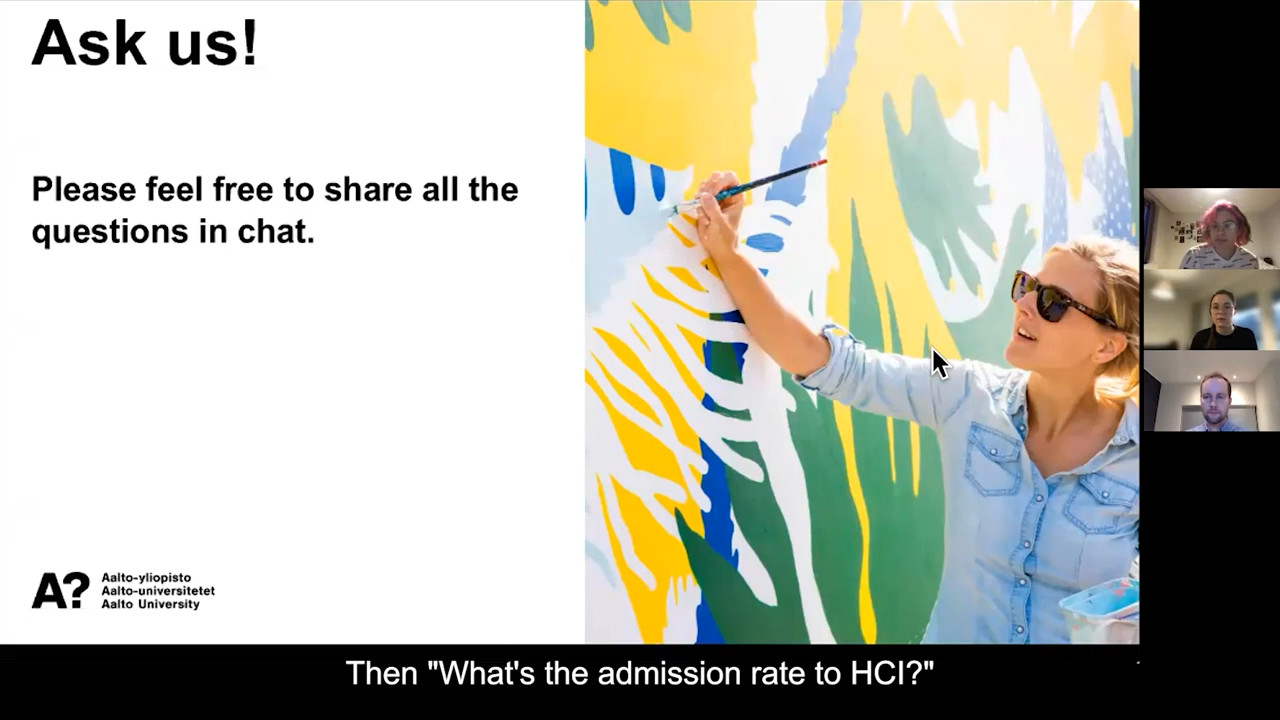 Ask us!
Please feel free to share all the
questions in chat.
A?
Aalto-yliopisto
Aalto-universitetet
Aalto University
Then "What's the admission rate to HCI?"